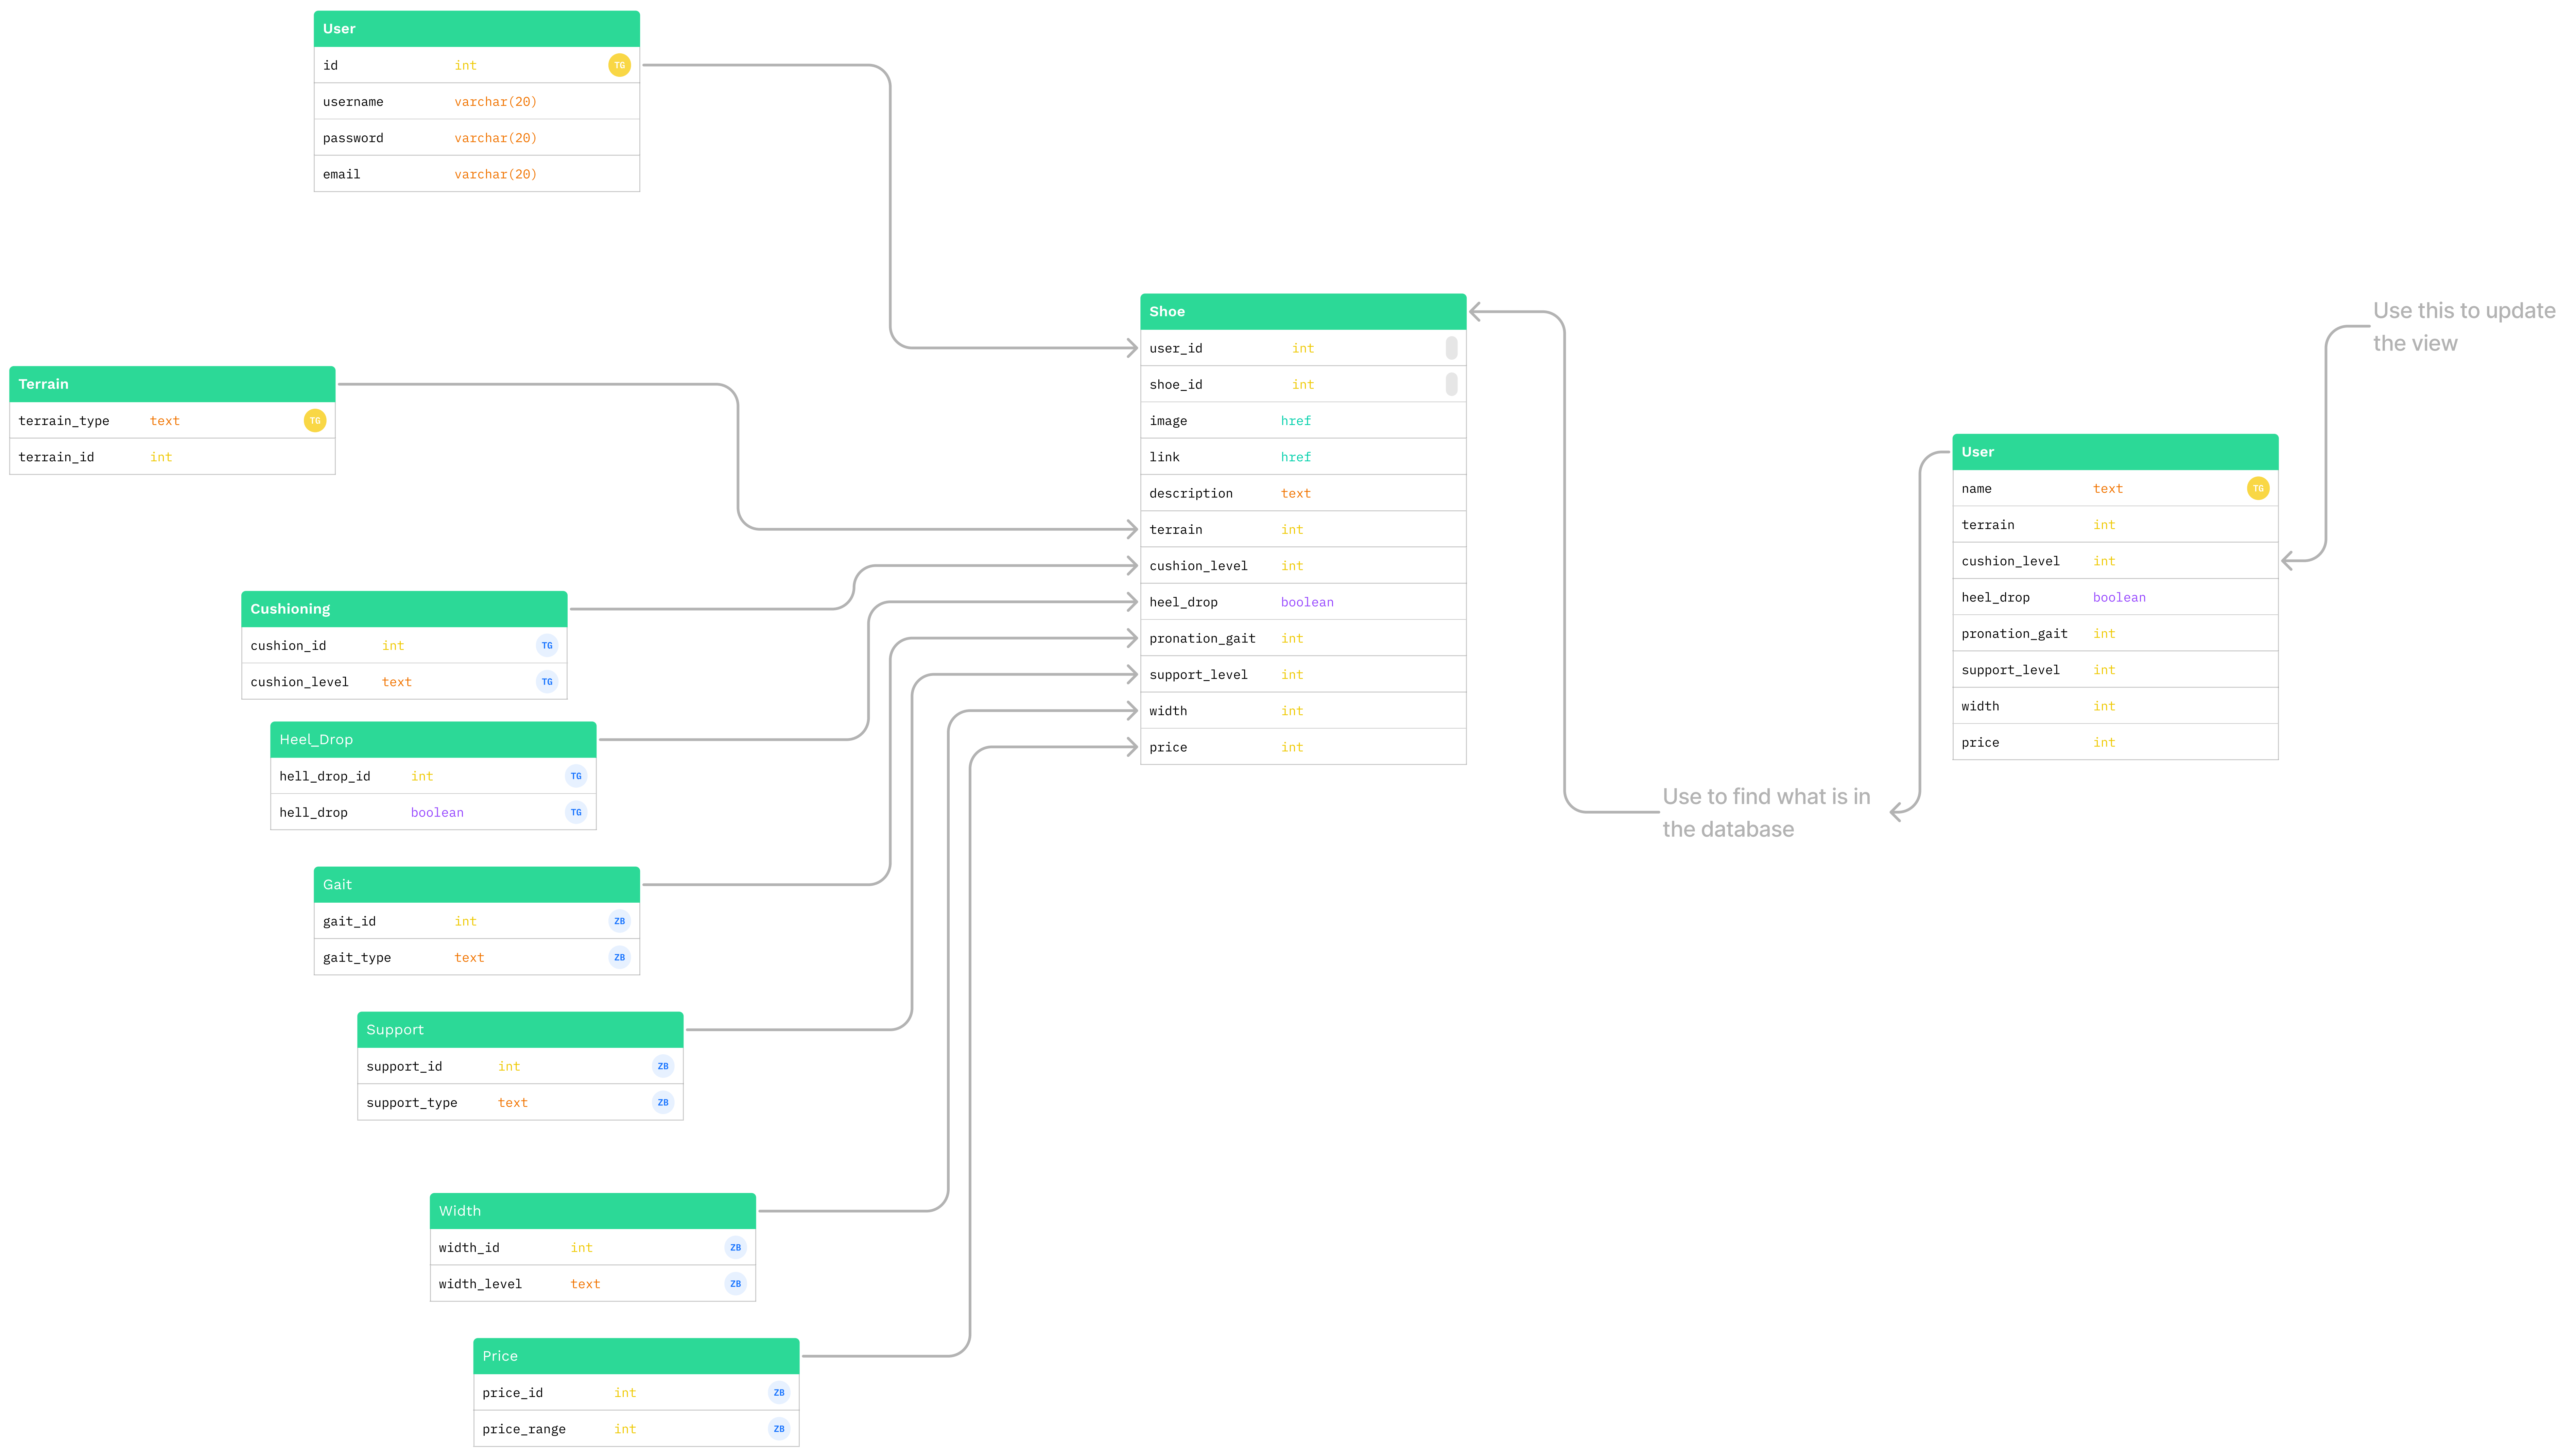 User
id int TG
username varchar(20)
password varchar(20)
email varchar(20)
Terrain
terrain_type text TG
terrain_id int
Cushioning
cushion_id int TG
cushion_level text TG
Heel_Drop
hell_drop_id int TG
hell_drop boolean TG
Gait
gait_id int ZB
gait_type text ZB
Support
support_id int ZB
support_type text ZB
Width
width_id int ZB
width_level text ZB
Price
price_id int ZB
price_range int ZB
Shoe
user_id int
shoe_id int
image href
link href
description text
terrain int
cushion_level int
heel_drop boolean
pronation_gait int
support_level int
width int
price int
Use to find what is in
the database
User
name text TG
terrain int
cushion_level int
heel_drop boolean
pronation_gait int
support_level int
width int
price int
Use this to update
the view